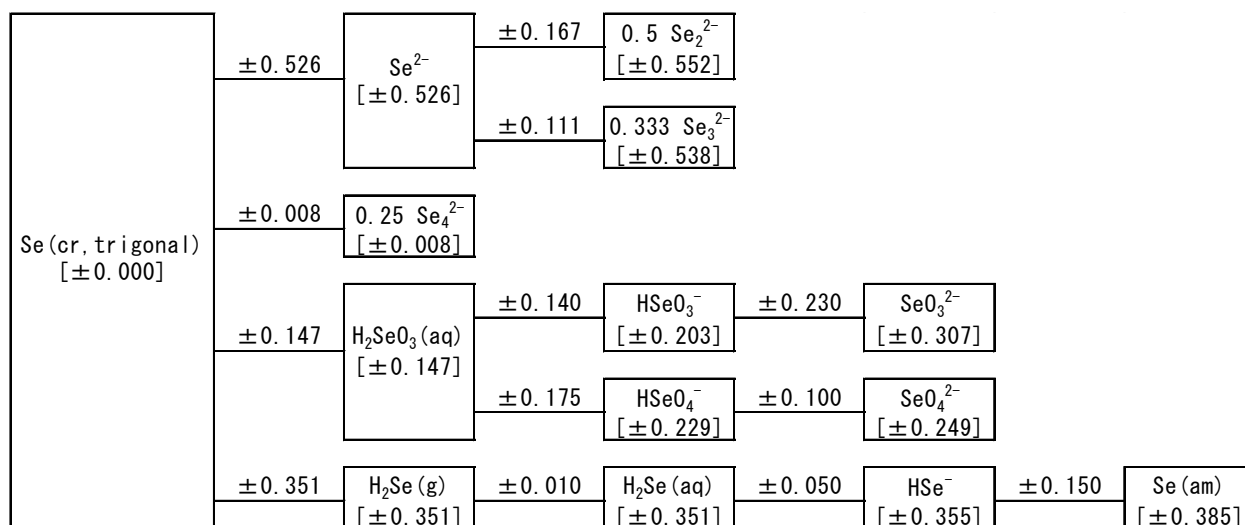 ±0.167
0.5 Se₂²⁻
[±0.552]
±0.526
Se²⁻
[±0.526]
±0.111
0.333 Se₃²⁻
[±0.538]
±0.008
0.25 Se₄²⁻
[±0.008]
Se(cr,trigonal)
[±0.000]
±0.140
HSeO₃⁻
[±0.203]
±0.230
SeO₃²⁻
[±0.307]
±0.147
H₂SeO₃(aq)
[±0.147]
±0.175
HSeO₄⁻
[±0.229]
±0.100
SeO₄²⁻
[±0.249]
±0.351
H₂Se(g)
[±0.351]
±0.010
H₂Se(aq)
[±0.351]
±0.050
HSe⁻
[±0.355]
±0.150
Se(am)
[±0.385]